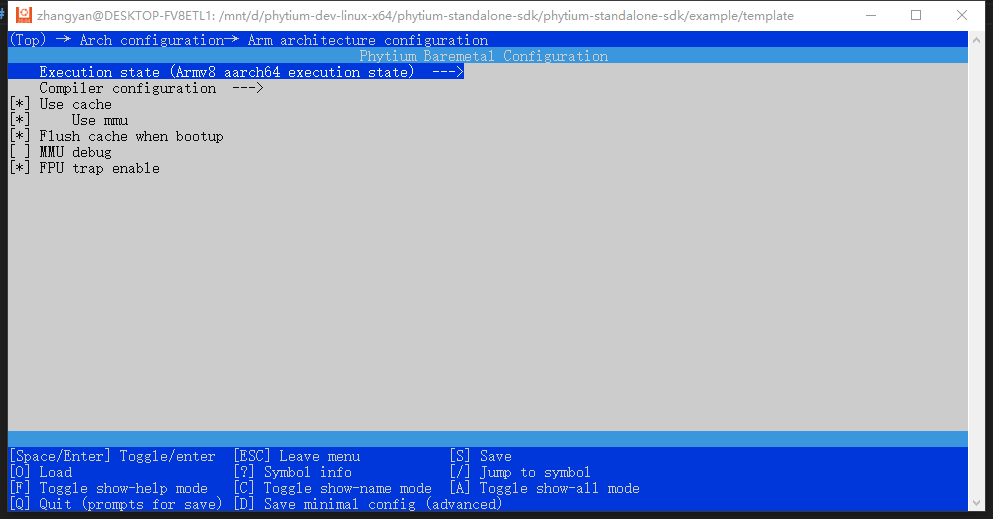 zhangyan@DESKTOP-FV8ETL1: /mnt/d/phytium-dev-linux-x64/phytium-standalone-sdk/phytium-standalone-sdk/example/template
(Top) → Arch configuration→ Arm architecture configuration
Phytium Baremetal Configuration
Execution state (Armv8 aarch64 execution state)  --->
Compiler configuration  --->
[*] Use cache
[*]     Use mmu
[*] Flush cache when bootup
[ ] MMU debug
[*] FPU trap enable
[Space/Enter] Toggle/enter  [ESC] Leave menu           [S] Save
[O] Load                    [?] Symbol info            [/] Jump to symbol
[F] Toggle show-help mode   [C] Toggle show-name mode  [A] Toggle show-all mode
[Q] Quit (prompts for save) [D] Save minimal config (advanced)